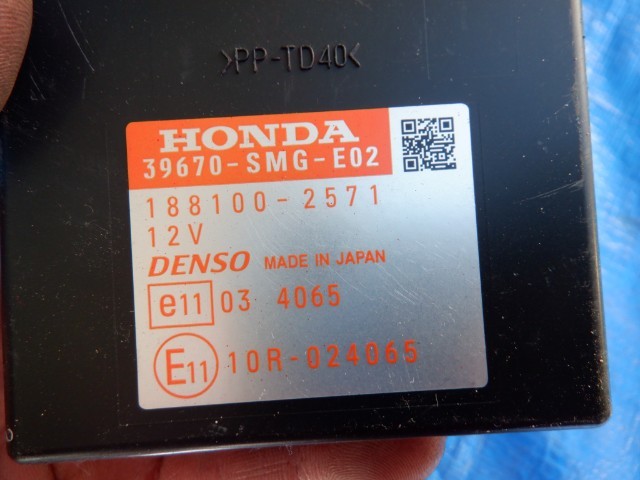 >PP-TD40<
HONDA
39670-SMG-E02
188100-2571
12V
DENSO MADE IN JAPAN
e11 03 4065
E11 10R-024065